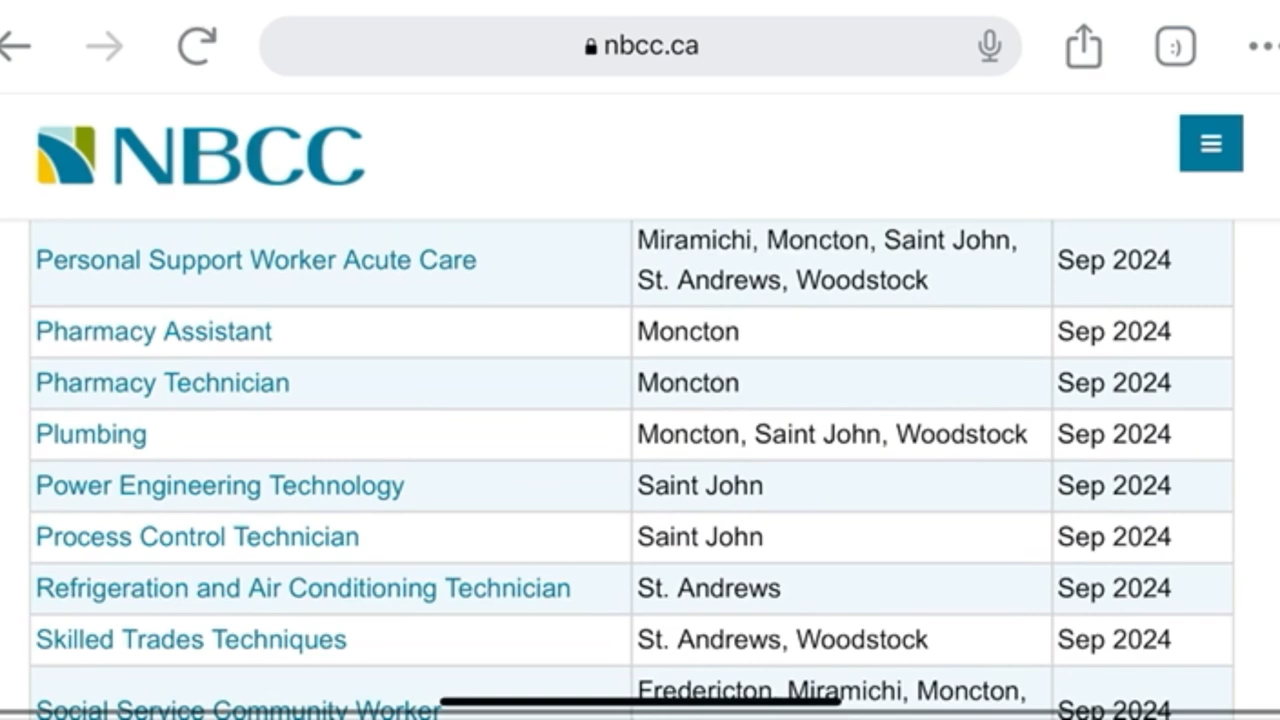 nbcc.ca
NBCC
Personal Support Worker Acute Care
Miramichi, Moncton, Saint John,
St. Andrews, Woodstock
Sep 2024
Pharmacy Assistant Moncton Sep 2024
Pharmacy Technician Moncton Sep 2024
Plumbing Moncton, Saint John, Woodstock Sep 2024
Power Engineering Technology Saint John Sep 2024
Process Control Technician Saint John Sep 2024
Refrigeration and Air Conditioning Technician St. Andrews Sep 2024
Skilled Trades Techniques St. Andrews, Woodstock Sep 2024
Social Service Community Worker
Fredericton, Miramichi, Moncton,
Sep 2024